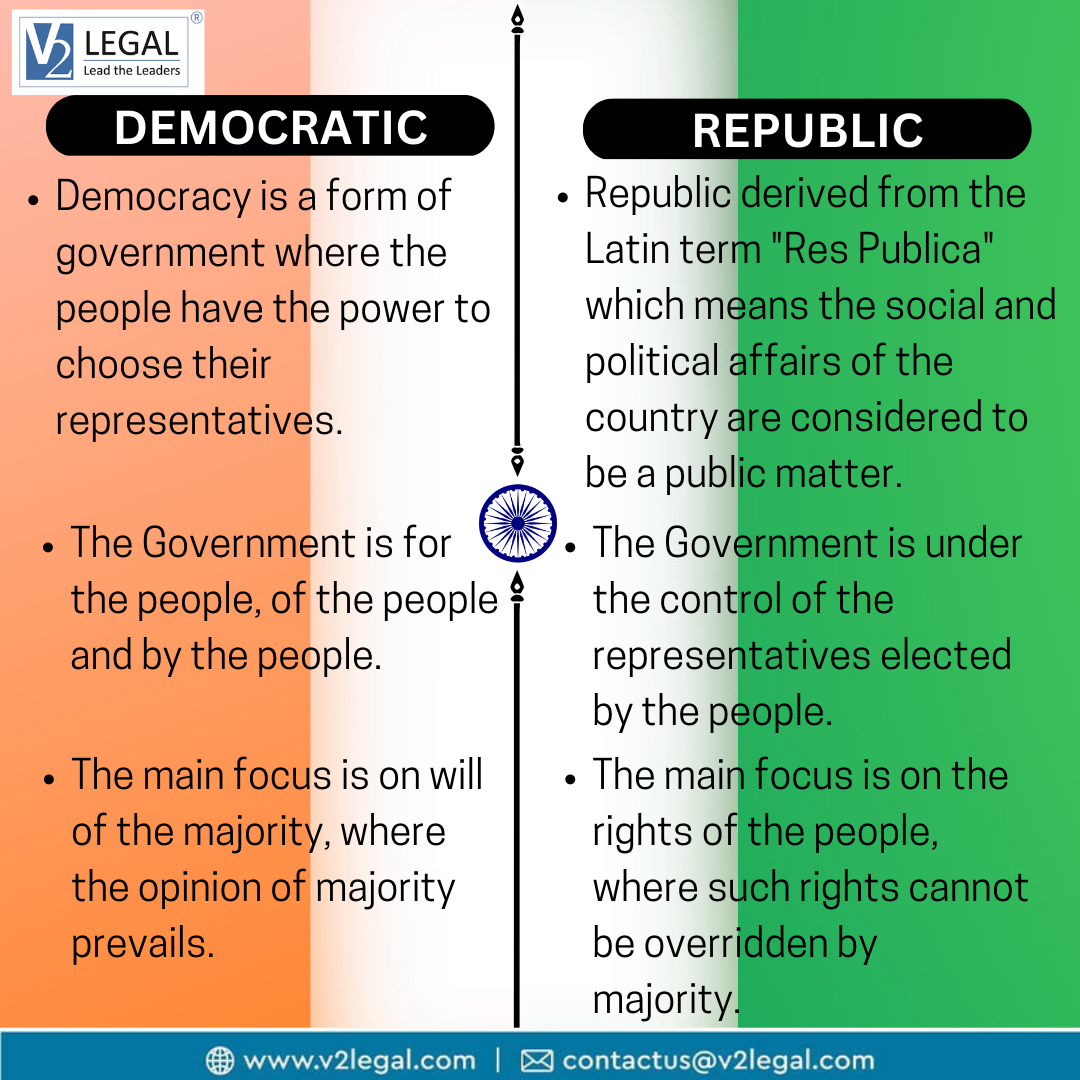 V2 LEGAL ®
Lead the Leaders
DEMOCRATIC
• Democracy is a form of
government where the
people have the power to
choose their
representatives.
• The Government is for
the people, of the people
and by the people.
• The main focus is on will
of the majority, where
the opinion of majority
prevails.
REPUBLIC
• Republic derived from the
Latin term "Res Publica"
which means the social and
political affairs of the
country are considered to
be a public matter.
• The Government is under
the control of the
representatives elected
by the people.
• The main focus is on the
rights of the people,
where such rights cannot
be overridden by
majority.
www.v2legal.com | contactus@v2legal.com